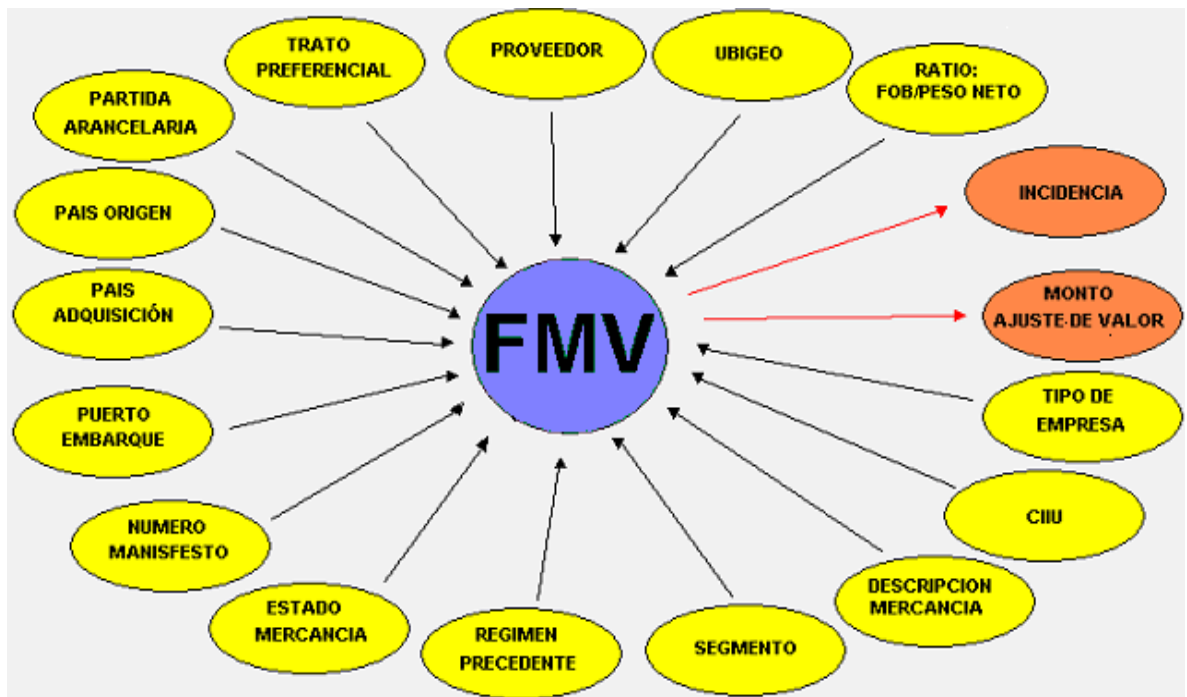 TRATO
PREFERENCIAL
PROVEEDOR
UBIGEO
RATIO:
FOB/PESO NETO
PARTIDA
ARANCELARIA
INCIDENCIA
PAIS ORIGEN
PAIS
ADQUISICIÓN
MONTO
AJUSTE DE VALOR
FMV
PUERTO
EMBARQUE
TIPO DE
EMPRESA
CIIU
NUMERO
MANISFESTO
DESCRIPCION
MERCANCIA
ESTADO
MERCANCIA
REGIMEN
PRECEDENTE
SEGMENTO